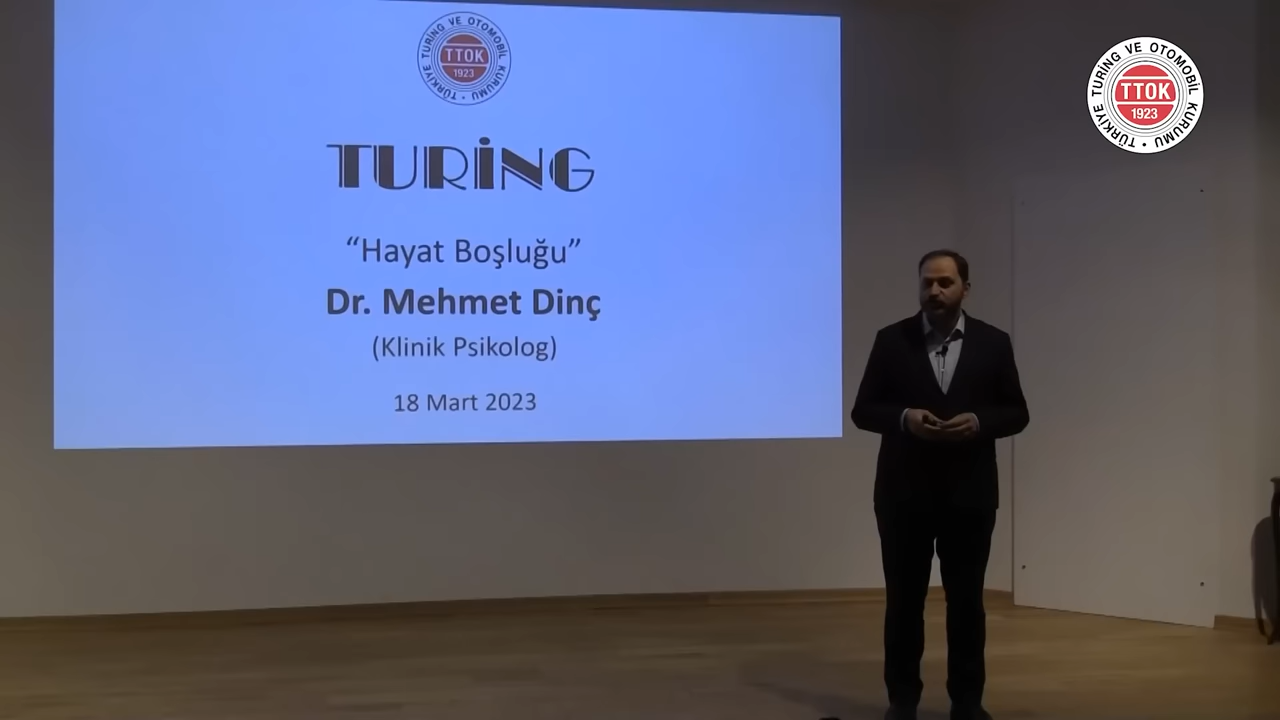 TÜRKİYE TURİNG VE OTOMOBİL KURUMU
TTOK
1923
TURİNG
“Hayat Boşluğu”
Dr. Mehmet Dinç
(Klinik Psikolog)
18 Mart 2023
TÜRKİYE TURİNG VE OTOMOBİL KURUMU
TTOK
1923